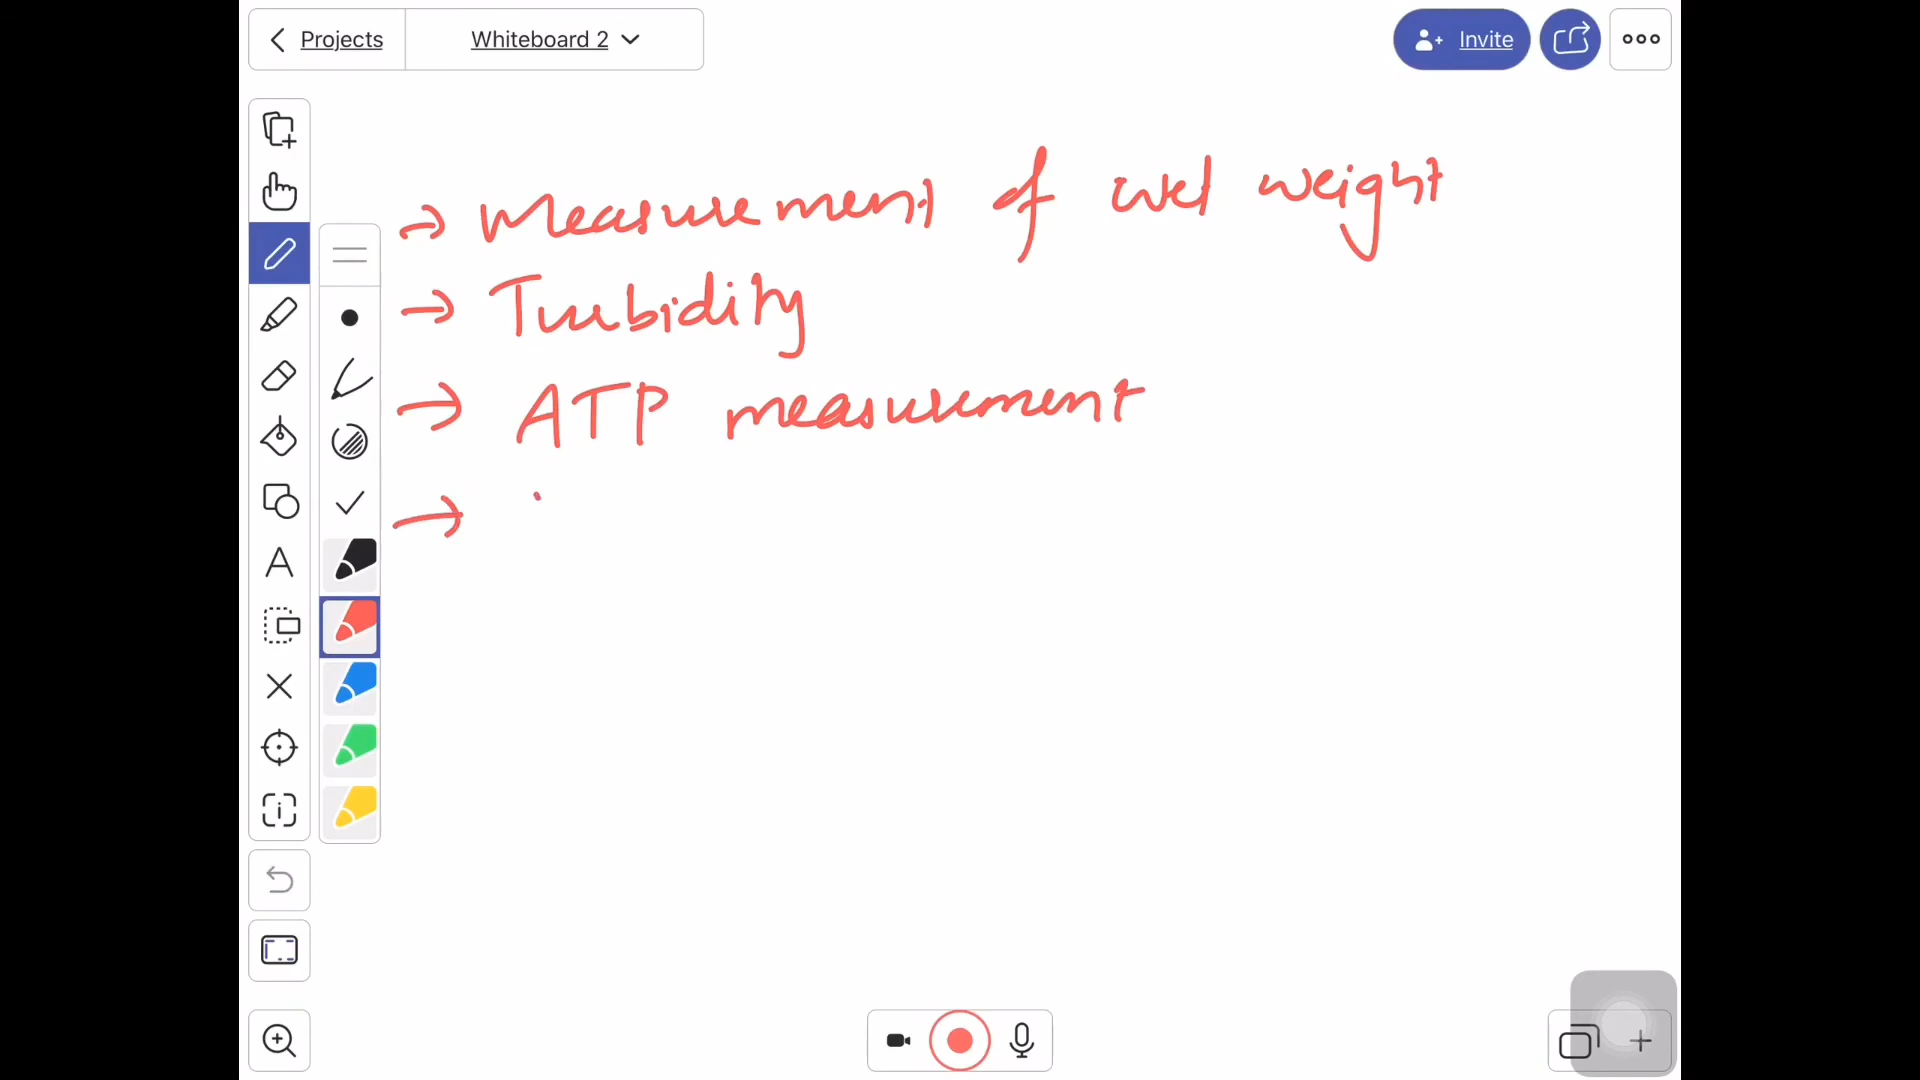 Projects
Whiteboard 2
Invite
→ Measurement of wet weight
→ Turbidity
→ ATP measurement
→